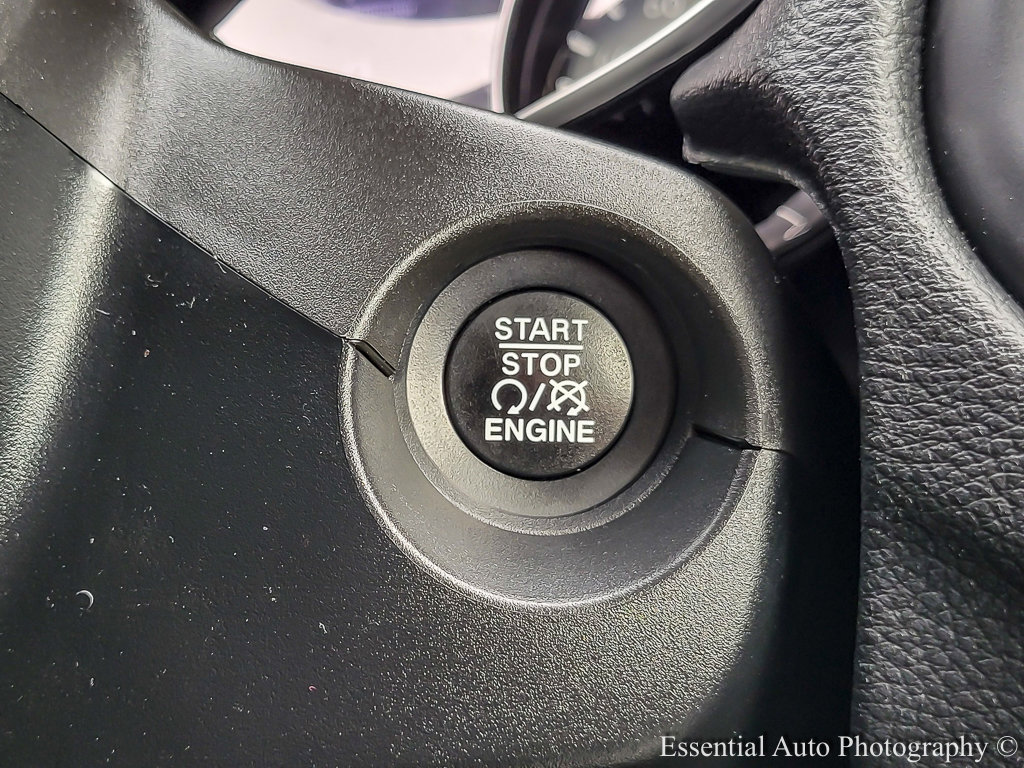 START
STOP
/
ENGINE
Essential Auto Photography ©